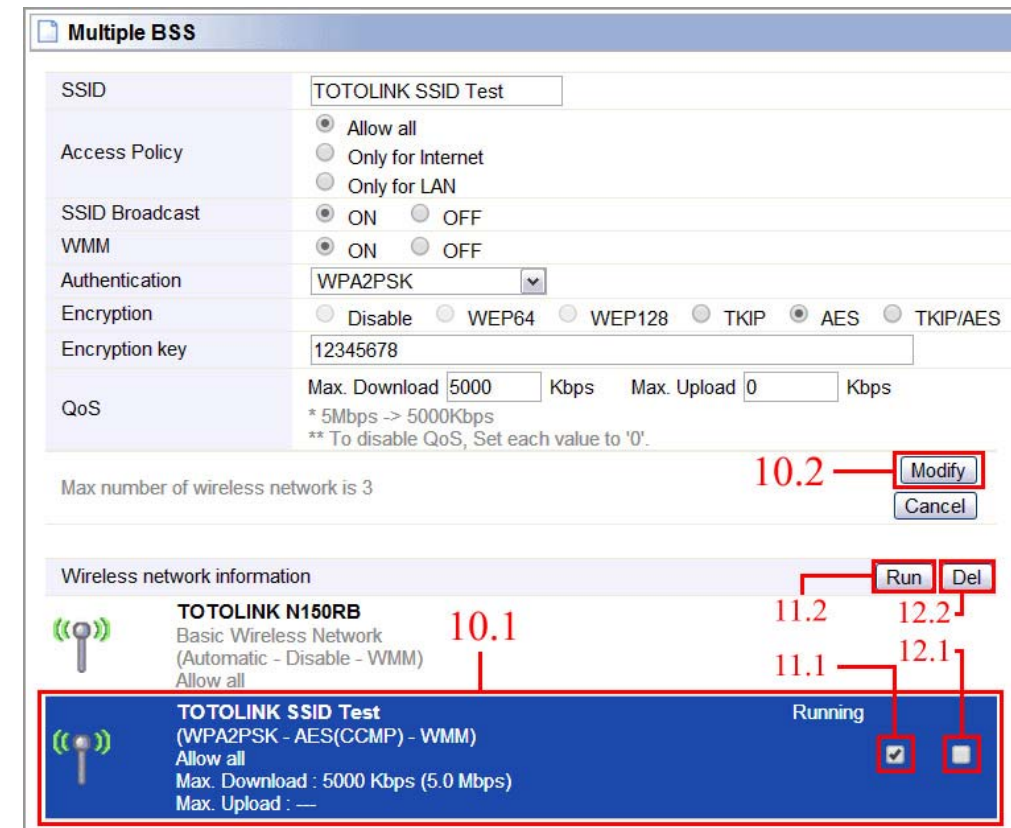 Multiple BSS
SSID TOTOLINK SSID Test
Allow all
Access Policy Only for Internet
Only for LAN
SSID Broadcast ON OFF
WMM ON OFF
Authentication WPA2PSK
Encryption Disable WEP64 WEP128 TKIP AES TKIP/AES
Encryption key 12345678
Max. Download 5000 Kbps Max. Upload 0 Kbps
QoS
* 5Mbps -> 5000Kbps
** To disable QoS, Set each value to '0'.
10.2 Modify
Max number of wireless network is 3
Cancel
Wireless network information Run Del
TOTOLINK N150RB 11.2 12.2
Basic Wireless Network 10.1
(Automatic - Disable - WMM) 11.1 12.1
Allow all
TOTOLINK SSID Test Running
(WPA2PSK - AES(CCMP) - WMM)
Allow all
Max. Download : 5000 Kbps (5.0 Mbps)
Max. Upload : ---